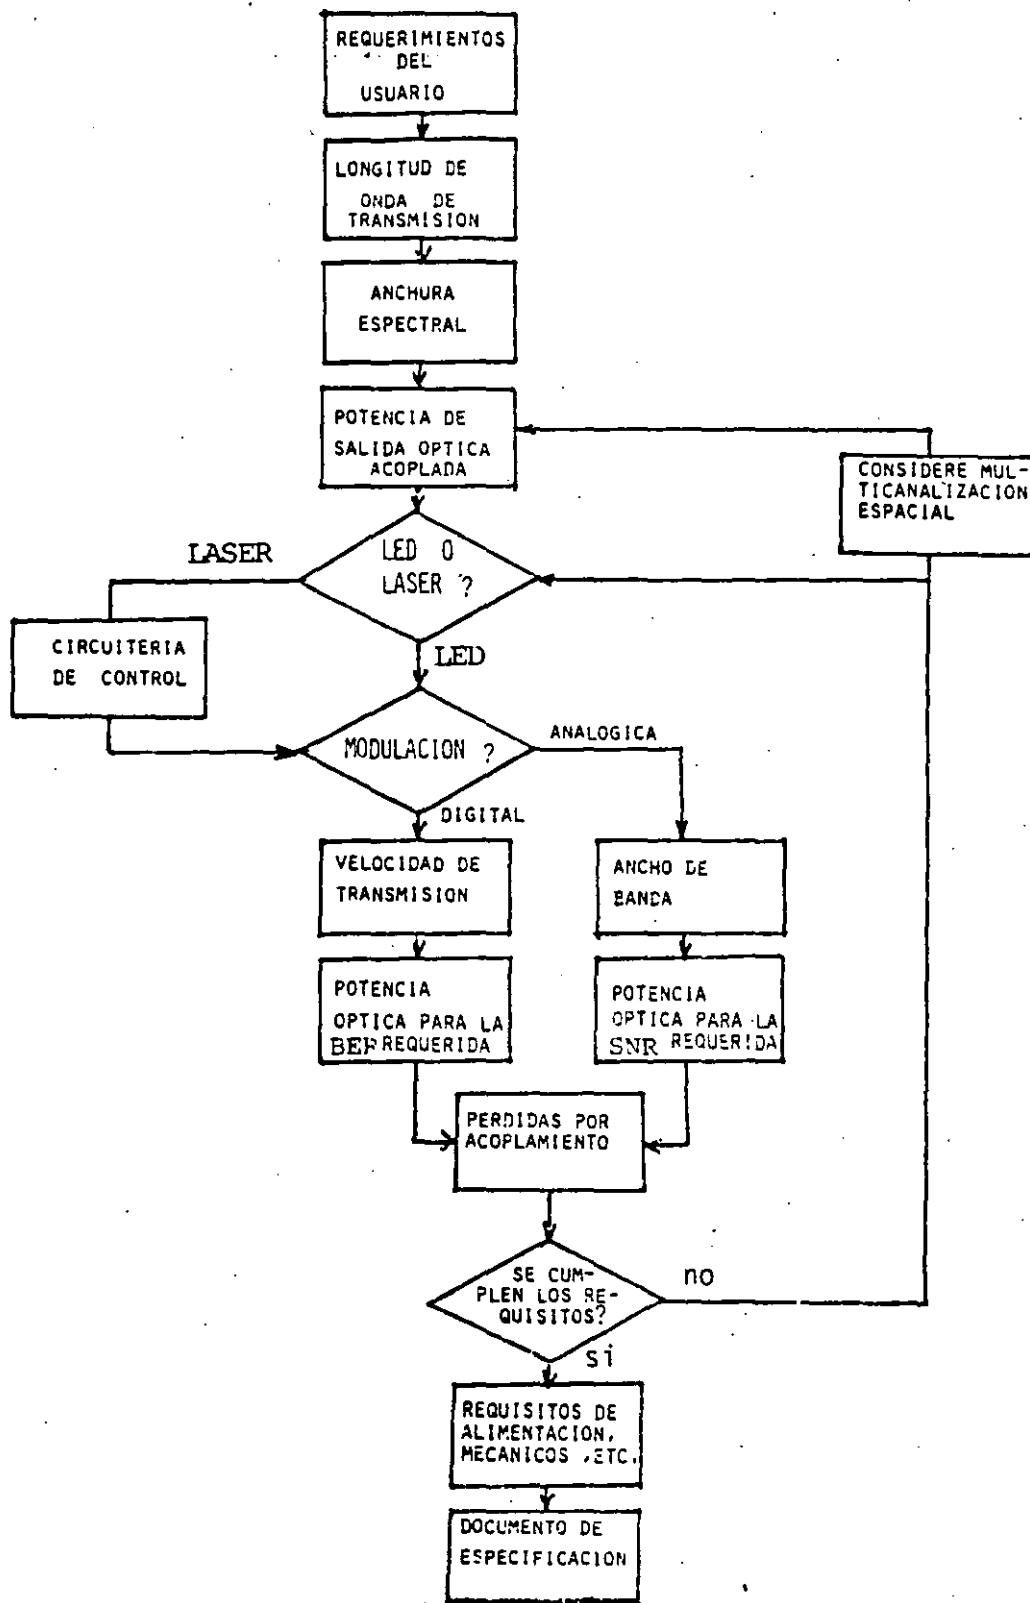 REQUERIMIENTOS
DEL
USUARIO
LONGITUD DE
ONDA DE
TRANSMISION
ANCHURA
ESPECTRAL
POTENCIA DE
SALIDA OPTICA
ACOPLADA
CONSIDERE MUL-
TICANALIZACION
ESPACIAL
LASER
LED O
LASER ?
CIRCUITERIA
DE CONTROL
LED
MODULACION ?
ANALOGICA
DIGITAL
VELOCIDAD DE
TRANSMISION
ANCHO DE
BANDA
POTENCIA
OPTICA PARA LA
BEP REQUERIDA
POTENCIA
OPTICA PARA LA
SNR REQUERIDA
PERDIDAS POR
ACOPLAMIENTO
SE CUM-
PLEN LOS RE-
QUISITOS?
no
si
REQUISITOS DE
ALIMENTACION,
MECANICOS ,ETC.
DOCUMENTO DE
ESPECIFICACION